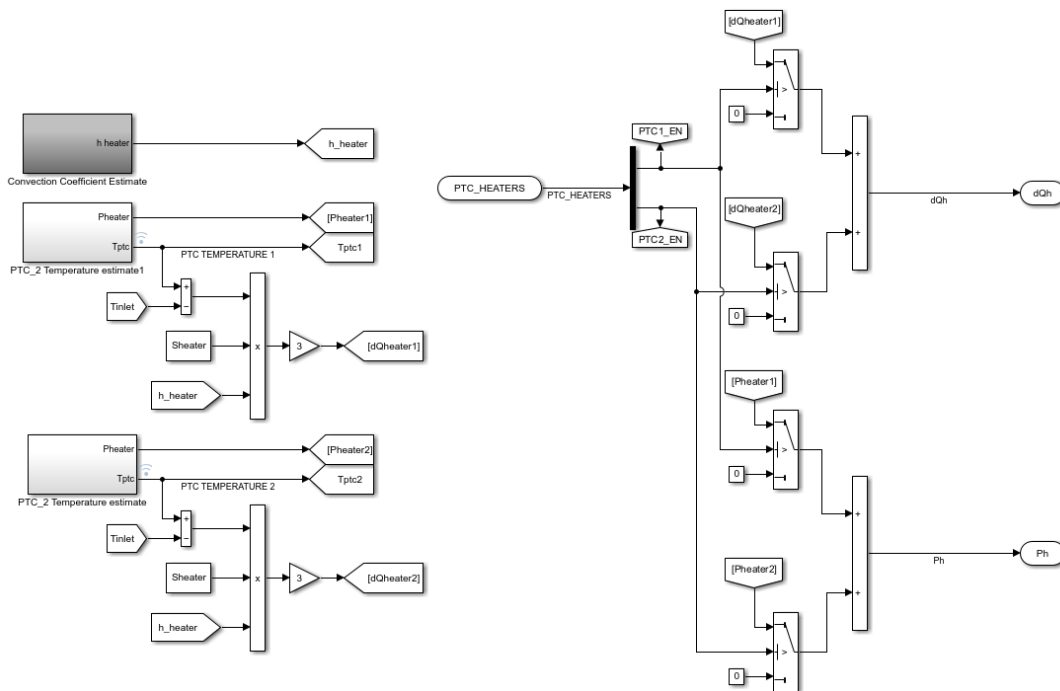 h heater
h_heater
Convection Coefficient Estimate
Pheater
[Pheater1]
Tptc
PTC TEMPERATURE 1
Tptc1
PTC_2 Temperature estimate1
+
−
Tinlet
Sheater
x
3
[dQheater1]
h_heater
Pheater
[Pheater2]
Tptc
PTC TEMPERATURE 2
Tptc2
PTC_2 Temperature estimate
+
−
Tinlet
Sheater
x
3
[dQheater2]
h_heater
PTC_HEATERS
PTC_HEATERS
PTC1_EN
PTC2_EN
[dQheater1]
>
0
[dQheater2]
>
0
+
+
dQh
dQh
[Pheater1]
>
0
[Pheater2]
>
0
+
+
Ph
Ph